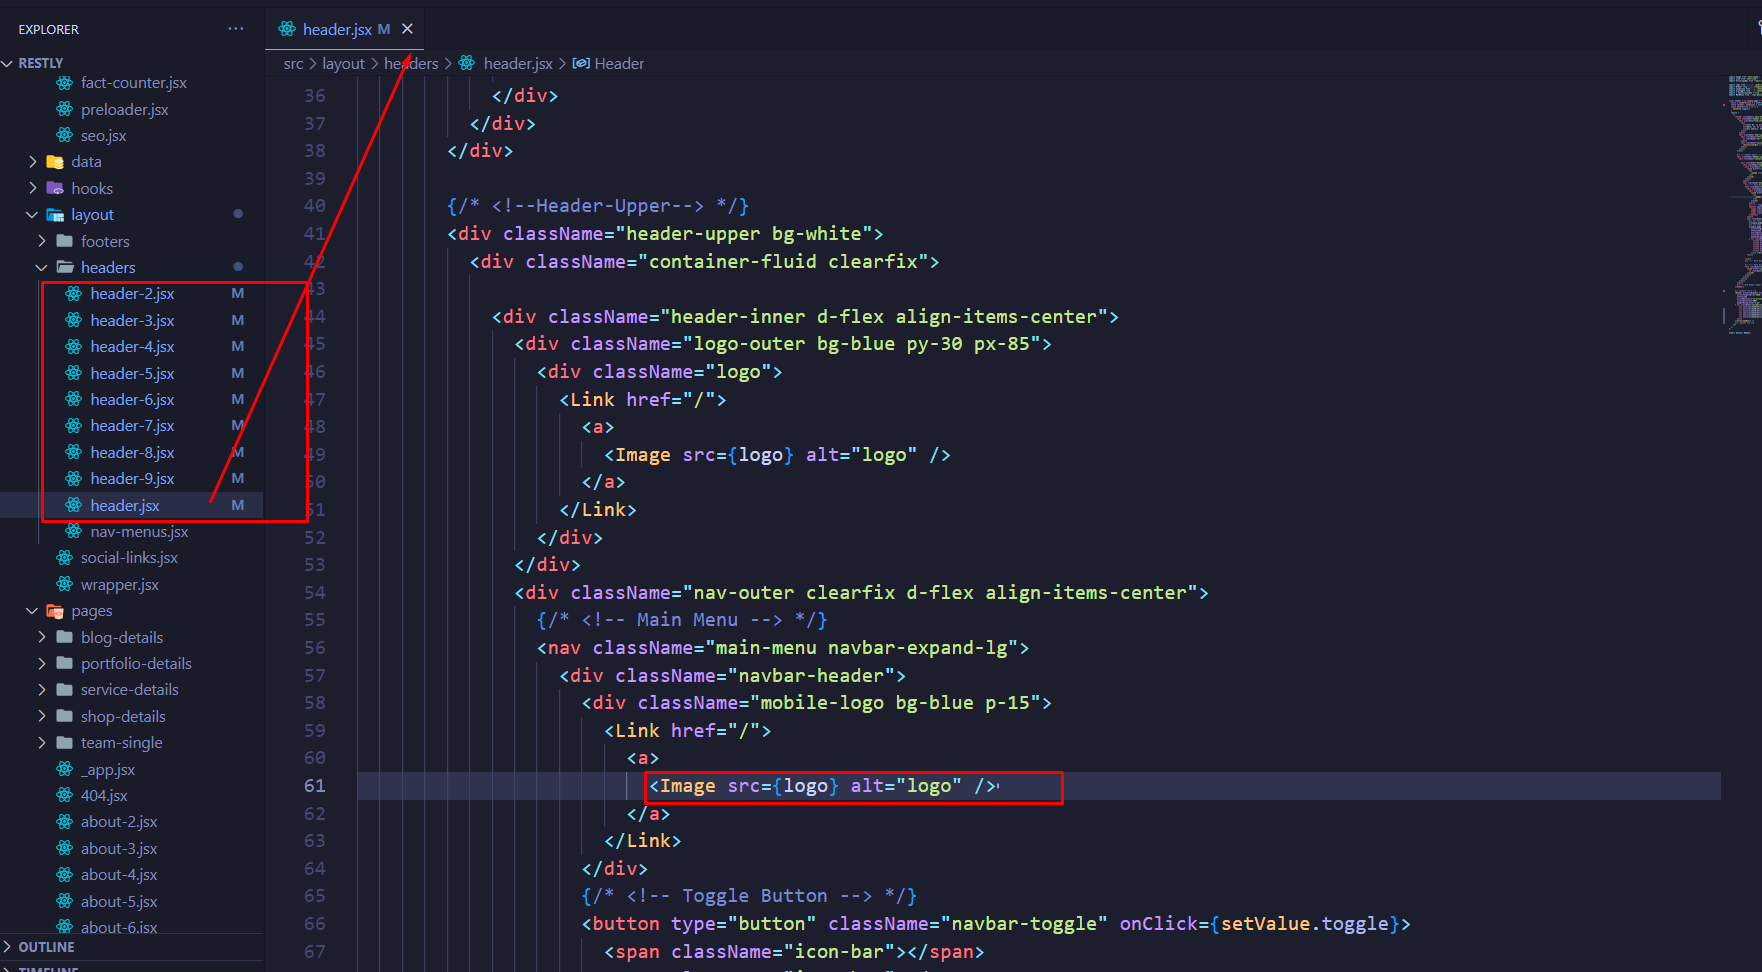 EXPLORER ···
RESTLY
fact-counter.jsx
preloader.jsx
seo.jsx
data
hooks
layout
footers
headers
header-2.jsx M
header-3.jsx M
header-4.jsx M
header-5.jsx M
header-6.jsx M
header-7.jsx M
header-8.jsx M
header-9.jsx M
header.jsx M
nav-menus.jsx
social-links.jsx
wrapper.jsx
pages
blog-details
portfolio-details
service-details
shop-details
team-single
_app.jsx
404.jsx
about-2.jsx
about-3.jsx
about-4.jsx
about-5.jsx
about-6.jsx
OUTLINE
TIMELINE
header.jsx M ×
src > layout > headers > header.jsx > Header
36 </div>
37 </div>
38 </div>
39
40 {/* <!--Header-Upper--> */}
41 <div className="header-upper bg-white">
42 <div className="container-fluid clearfix">
43
44 <div className="header-inner d-flex align-items-center">
45 <div className="logo-outer bg-blue py-30 px-85">
46 <div className="logo">
47 <Link href="/">
48 <a>
49 <Image src={logo} alt="logo" />
50 </a>
51 </Link>
52 </div>
53 </div>
54 <div className="nav-outer clearfix d-flex align-items-center">
55 {/* <!-- Main Menu --> */}
56 <nav className="main-menu navbar-expand-lg">
57 <div className="navbar-header">
58 <div className="mobile-logo bg-blue p-15">
59 <Link href="/">
60 <a>
61 <Image src={logo} alt="logo" />
62 </a>
63 </Link>
64 </div>
65 {/* <!-- Toggle Button --> */}
66 <button type="button" className="navbar-toggle" onClick={setValue.toggle}>
67 <span className="icon-bar"></span>